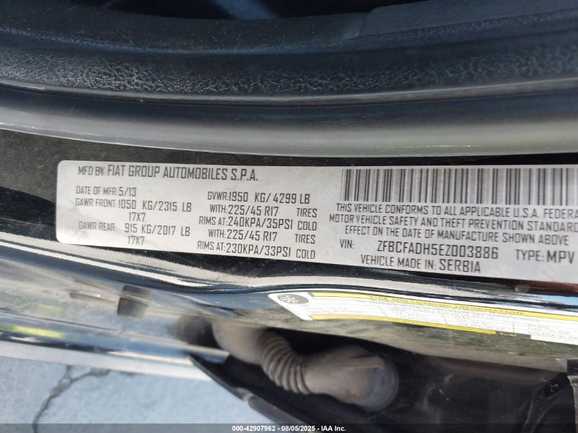 MFD BY FIAT GROUP AUTOMOBILES S.P.A.
DATE OF MFR: 5/13 GVWR: 1950 KG/4299 LB
GAWR FRONT 1050 KG/2315 LB WITH: 225/45 R17 TIRES
17X7 RIMS AT: 240KPA/35PSI COLD
GAWR REAR: 915 KG/2017 LB WITH: 225/45 R17 TIRES
17X7 RIMS AT: 230KPA/33PSI COLD
THIS VEHICLE CONFORMS TO ALL APPLICABLE FEDERAL
MOTOR VEHICLE SAFETY, BUMPER, AND THEFT PREVENTION
STANDARDS IN EFFECT ON THE DATE OF MANUFACTURE SHOWN ABOVE
VIN: ZFBCFADH5EZ003886 TYPE: MPV
VEHICLE MADE IN: SERBIA
000-42907962 - 08/05/2025 - IAA Inc.